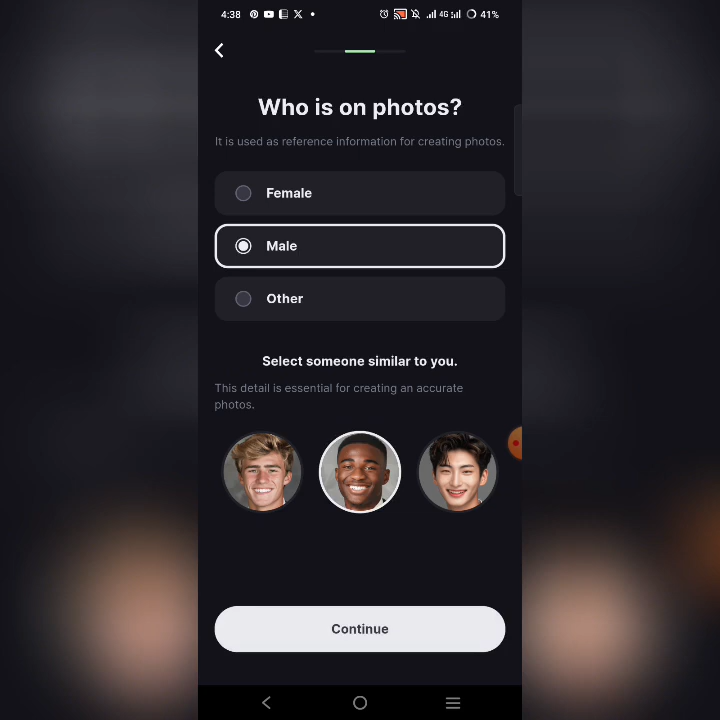 4:38
4G
41%
Who is on photos?
It is used as reference information for creating photos.
Female
Male
Other
Select someone similar to you.
This detail is essential for creating an accurate
photos.
Continue